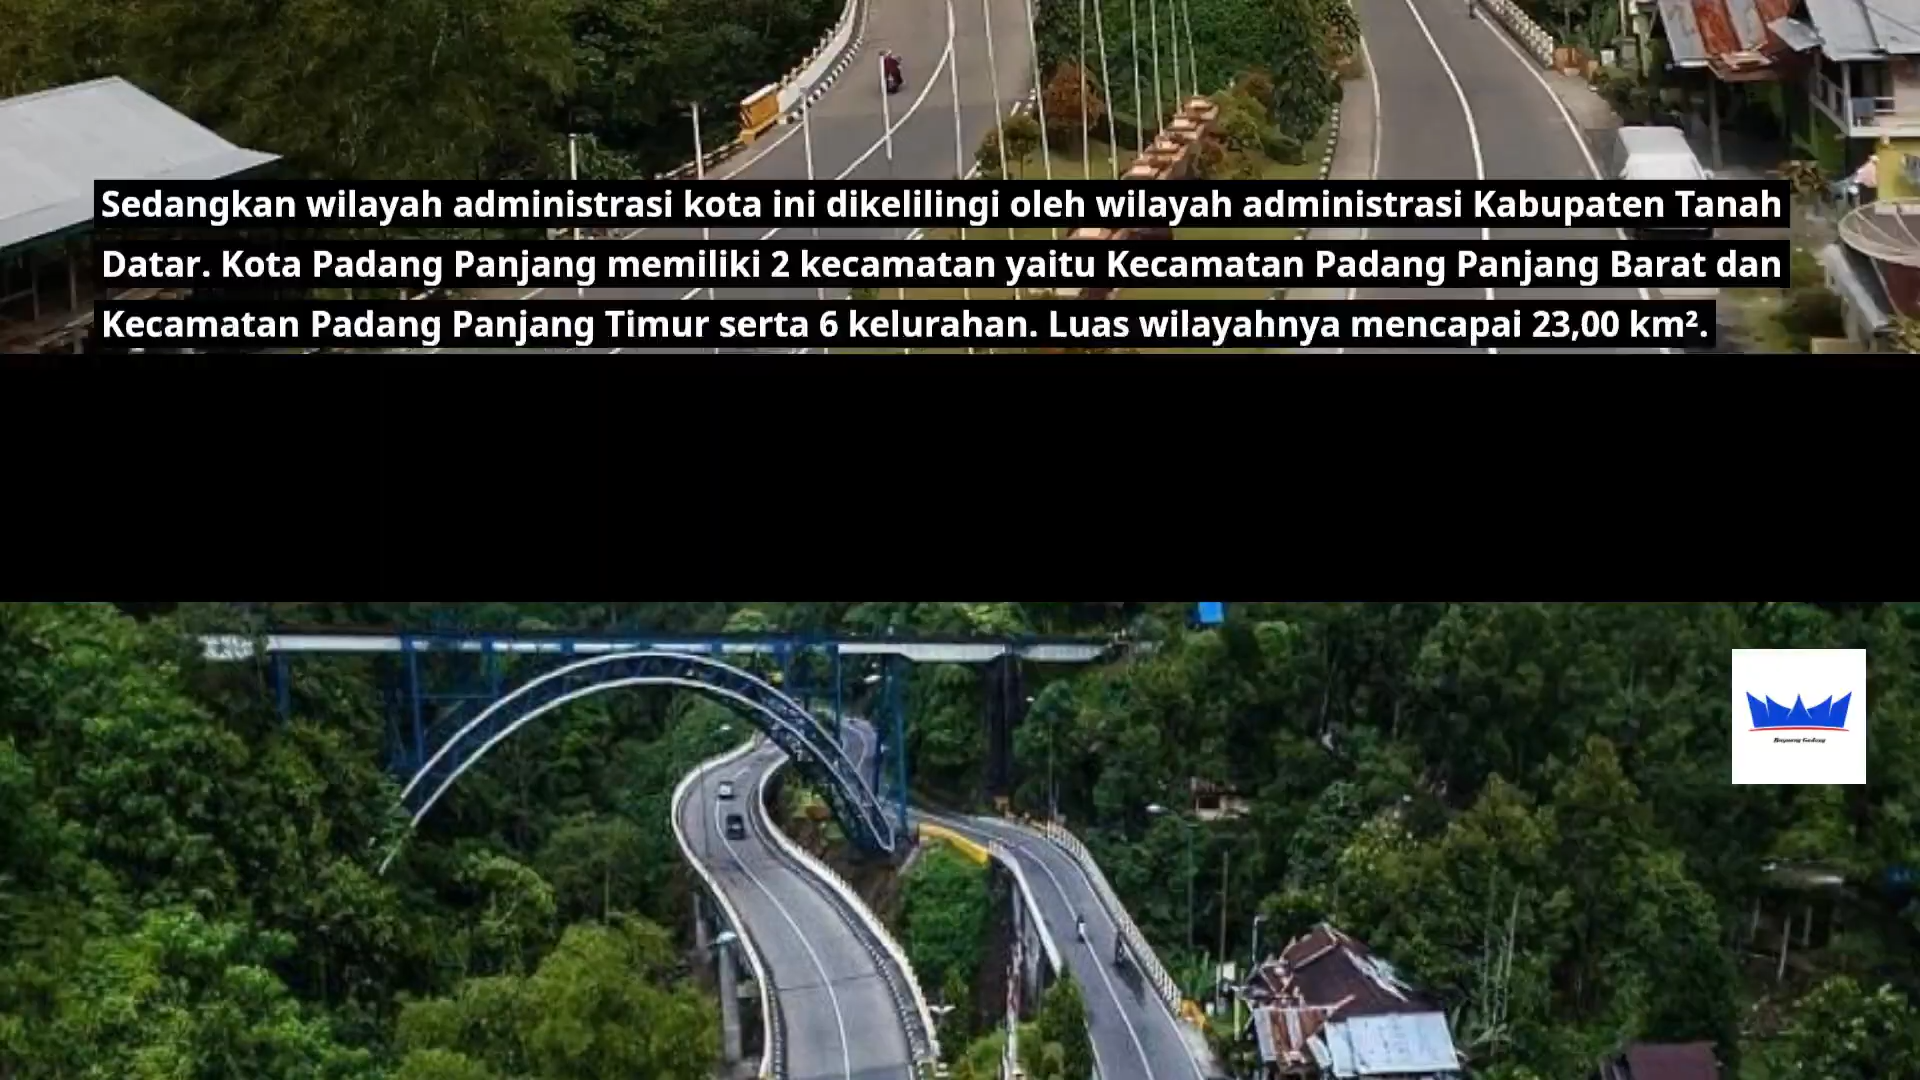 Sedangkan wilayah administrasi kota ini dikelilingi oleh wilayah administrasi Kabupaten Tanah
Datar. Kota Padang Panjang memiliki 2 kecamatan yaitu Kecamatan Padang Panjang Barat dan
Kecamatan Padang Panjang Timur serta 6 kelurahan. Luas wilayahnya mencapai 23,00 km².